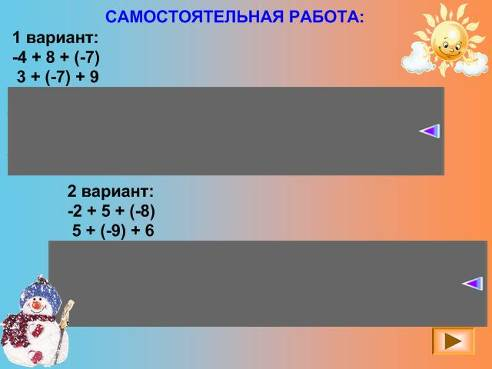 САМОСТОЯТЕЛЬНАЯ РАБОТА:
1 вариант:
-4 + 8 + (-7)
3 + (-7) + 9
2 вариант:
-2 + 5 + (-8)
5 + (-9) + 6